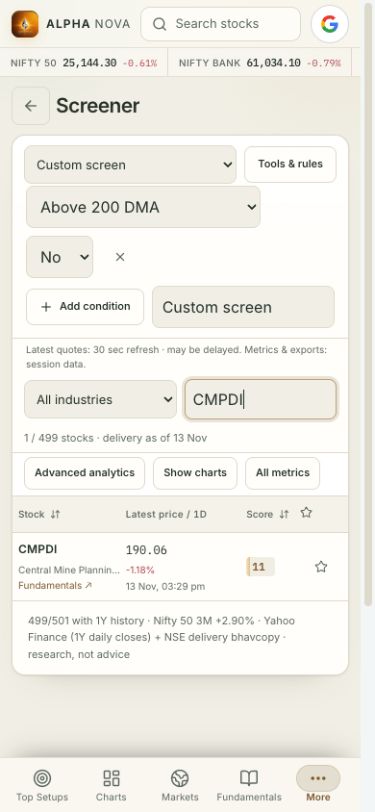 ALPHA NOVA
Search stocks
NIFTY 50 25,144.30 -0.61%
NIFTY BANK 61,034.10 -0.79%
Screener
Custom screen
Tools & rules
Above 200 DMA
No
×
+ Add condition
Custom screen
Latest quotes: 30 sec refresh · may be delayed. Metrics & exports:
session data.
All industries
CMPDI
1 / 499 stocks · delivery as of 13 Nov
Advanced analytics
Show charts
All metrics
Stock ↓↑ Latest price / 1D Score ↓↑ ☆
CMPDI 190.06
Central Mine Plannin... -1.18% 11 ☆
Fundamentals ↗ 13 Nov, 03:29 pm
499/501 with 1Y history · Nifty 50 3M +2.90% · Yahoo
Finance (1Y daily closes) + NSE delivery bhavcopy ·
research, not advice
Top Setups
Charts
Markets
Fundamentals
More